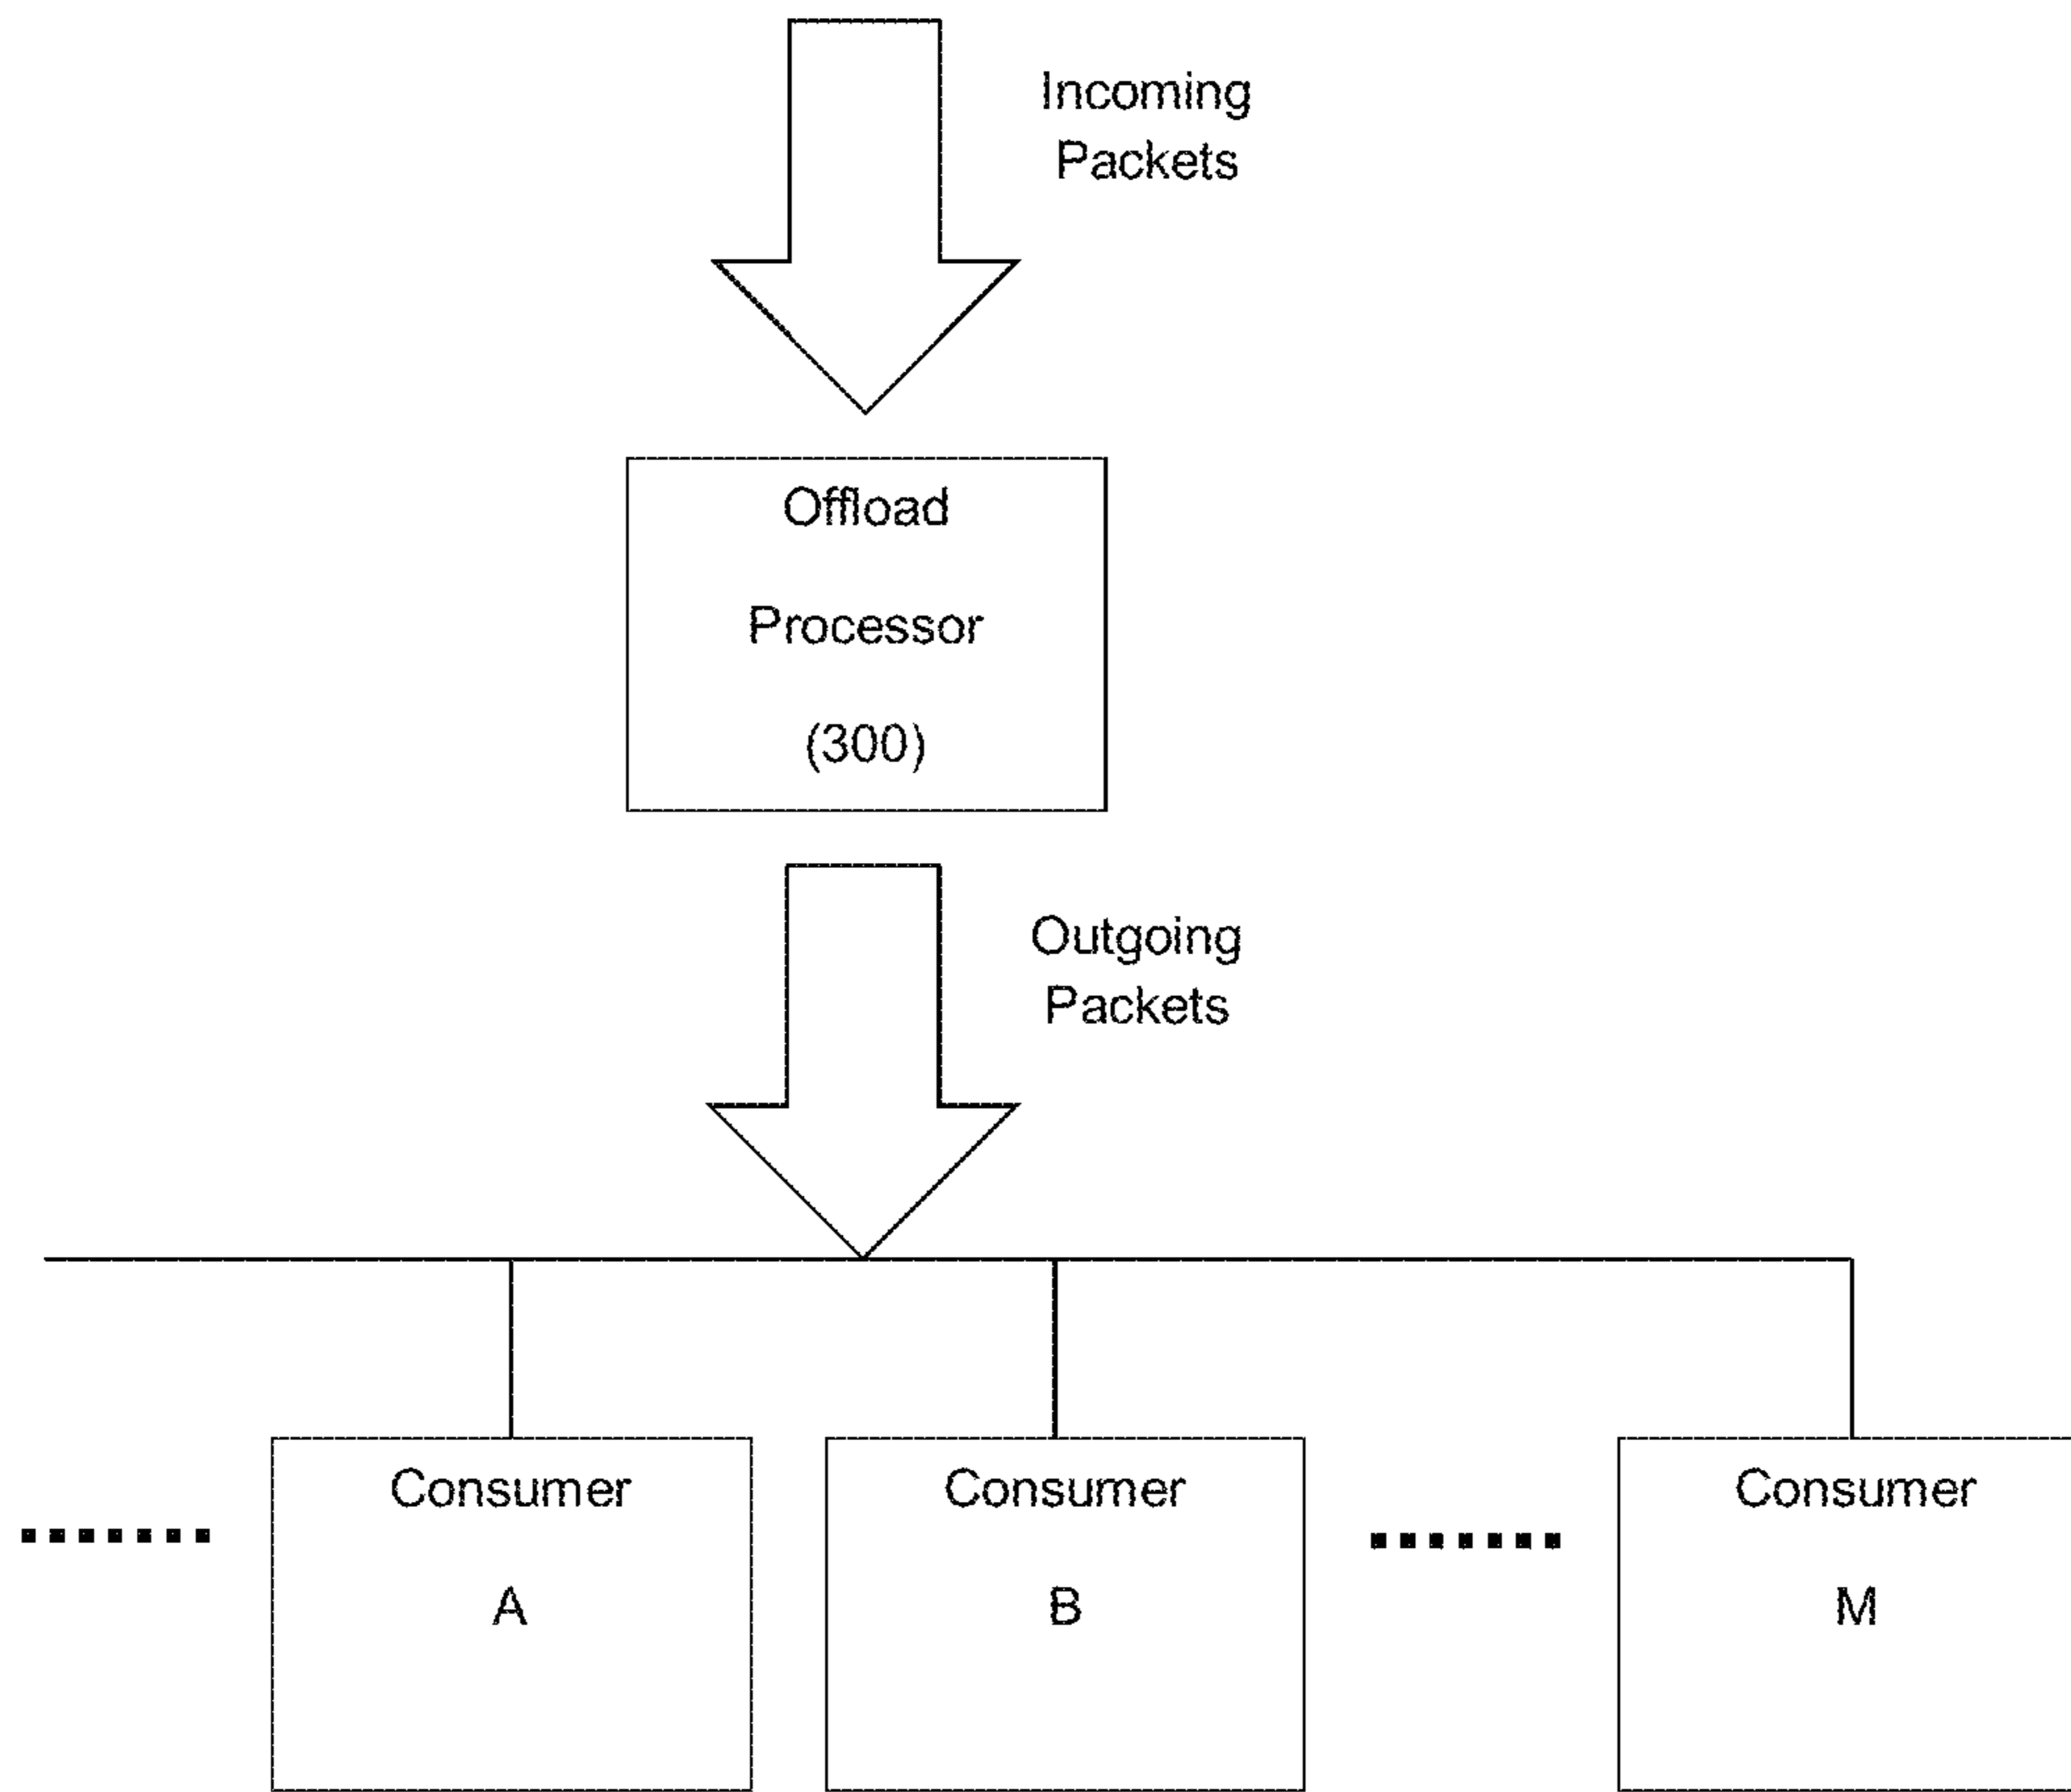 Incoming
Packets
Offload
Processor
(300)
Outgoing
Packets
Consumer
A
Consumer
B
Consumer
M